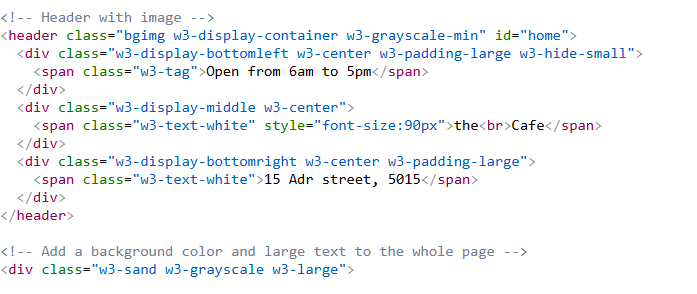 <!-- Header with image -->
<header class="bgimg w3-display-container w3-grayscale-min" id="home">
  <div class="w3-display-bottomleft w3-center w3-padding-large w3-hide-small">
    <span class="w3-tag">Open from 6am to 5pm</span>
  </div>
  <div class="w3-display-middle w3-center">
    <span class="w3-text-white" style="font-size:90px">the<br>Cafe</span>
  </div>
  <div class="w3-display-bottomright w3-center w3-padding-large">
    <span class="w3-text-white">15 Adr street, 5015</span>
  </div>
</header>

<!-- Add a background color and large text to the whole page -->
<div class="w3-sand w3-grayscale w3-large">